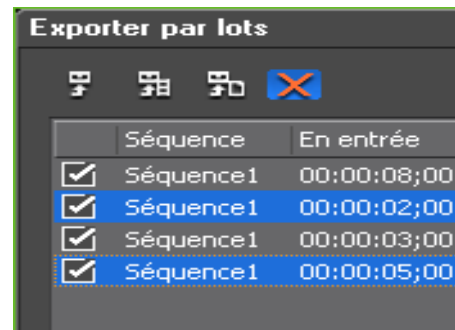 Exporter par lots
Séquence En entrée
Séquence1 00:00:08;00
Séquence1 00:00:02;00
Séquence1 00:00:03;00
Séquence1 00:00:05;00